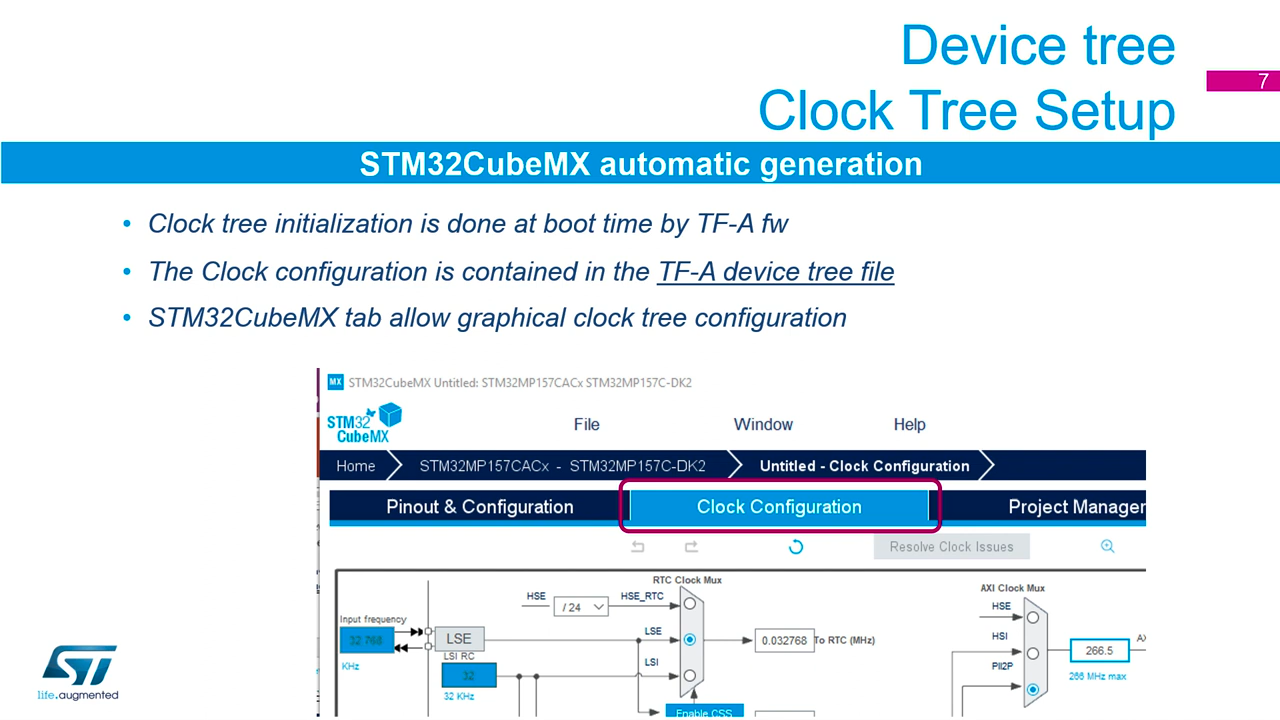 Device tree
7
Clock Tree Setup
STM32CubeMX automatic generation
• Clock tree initialization is done at boot time by TF-A fw
• The Clock configuration is contained in the TF-A device tree file
• STM32CubeMX tab allow graphical clock tree configuration
MX STM32CubeMX Untitled: STM32MP157CACx STM32MP157C-DK2
STM32
CubeMX
File Window Help
Home STM32MP157CACx - STM32MP157C-DK2 Untitled - Clock Configuration
Pinout & Configuration Clock Configuration Project Manager
Resolve Clock Issues
RTC Clock Mux
AXI Clock Mux
HSE / 24 HSE_RTC
HSE
Input frequency
32.768
KHz
LSE
LSE
0.032768 To RTC (MHz)
HSI
266.5
266 MHz max
LSI RC
32
32 KHz
LSI
Enable CSS
ST
life.augmented